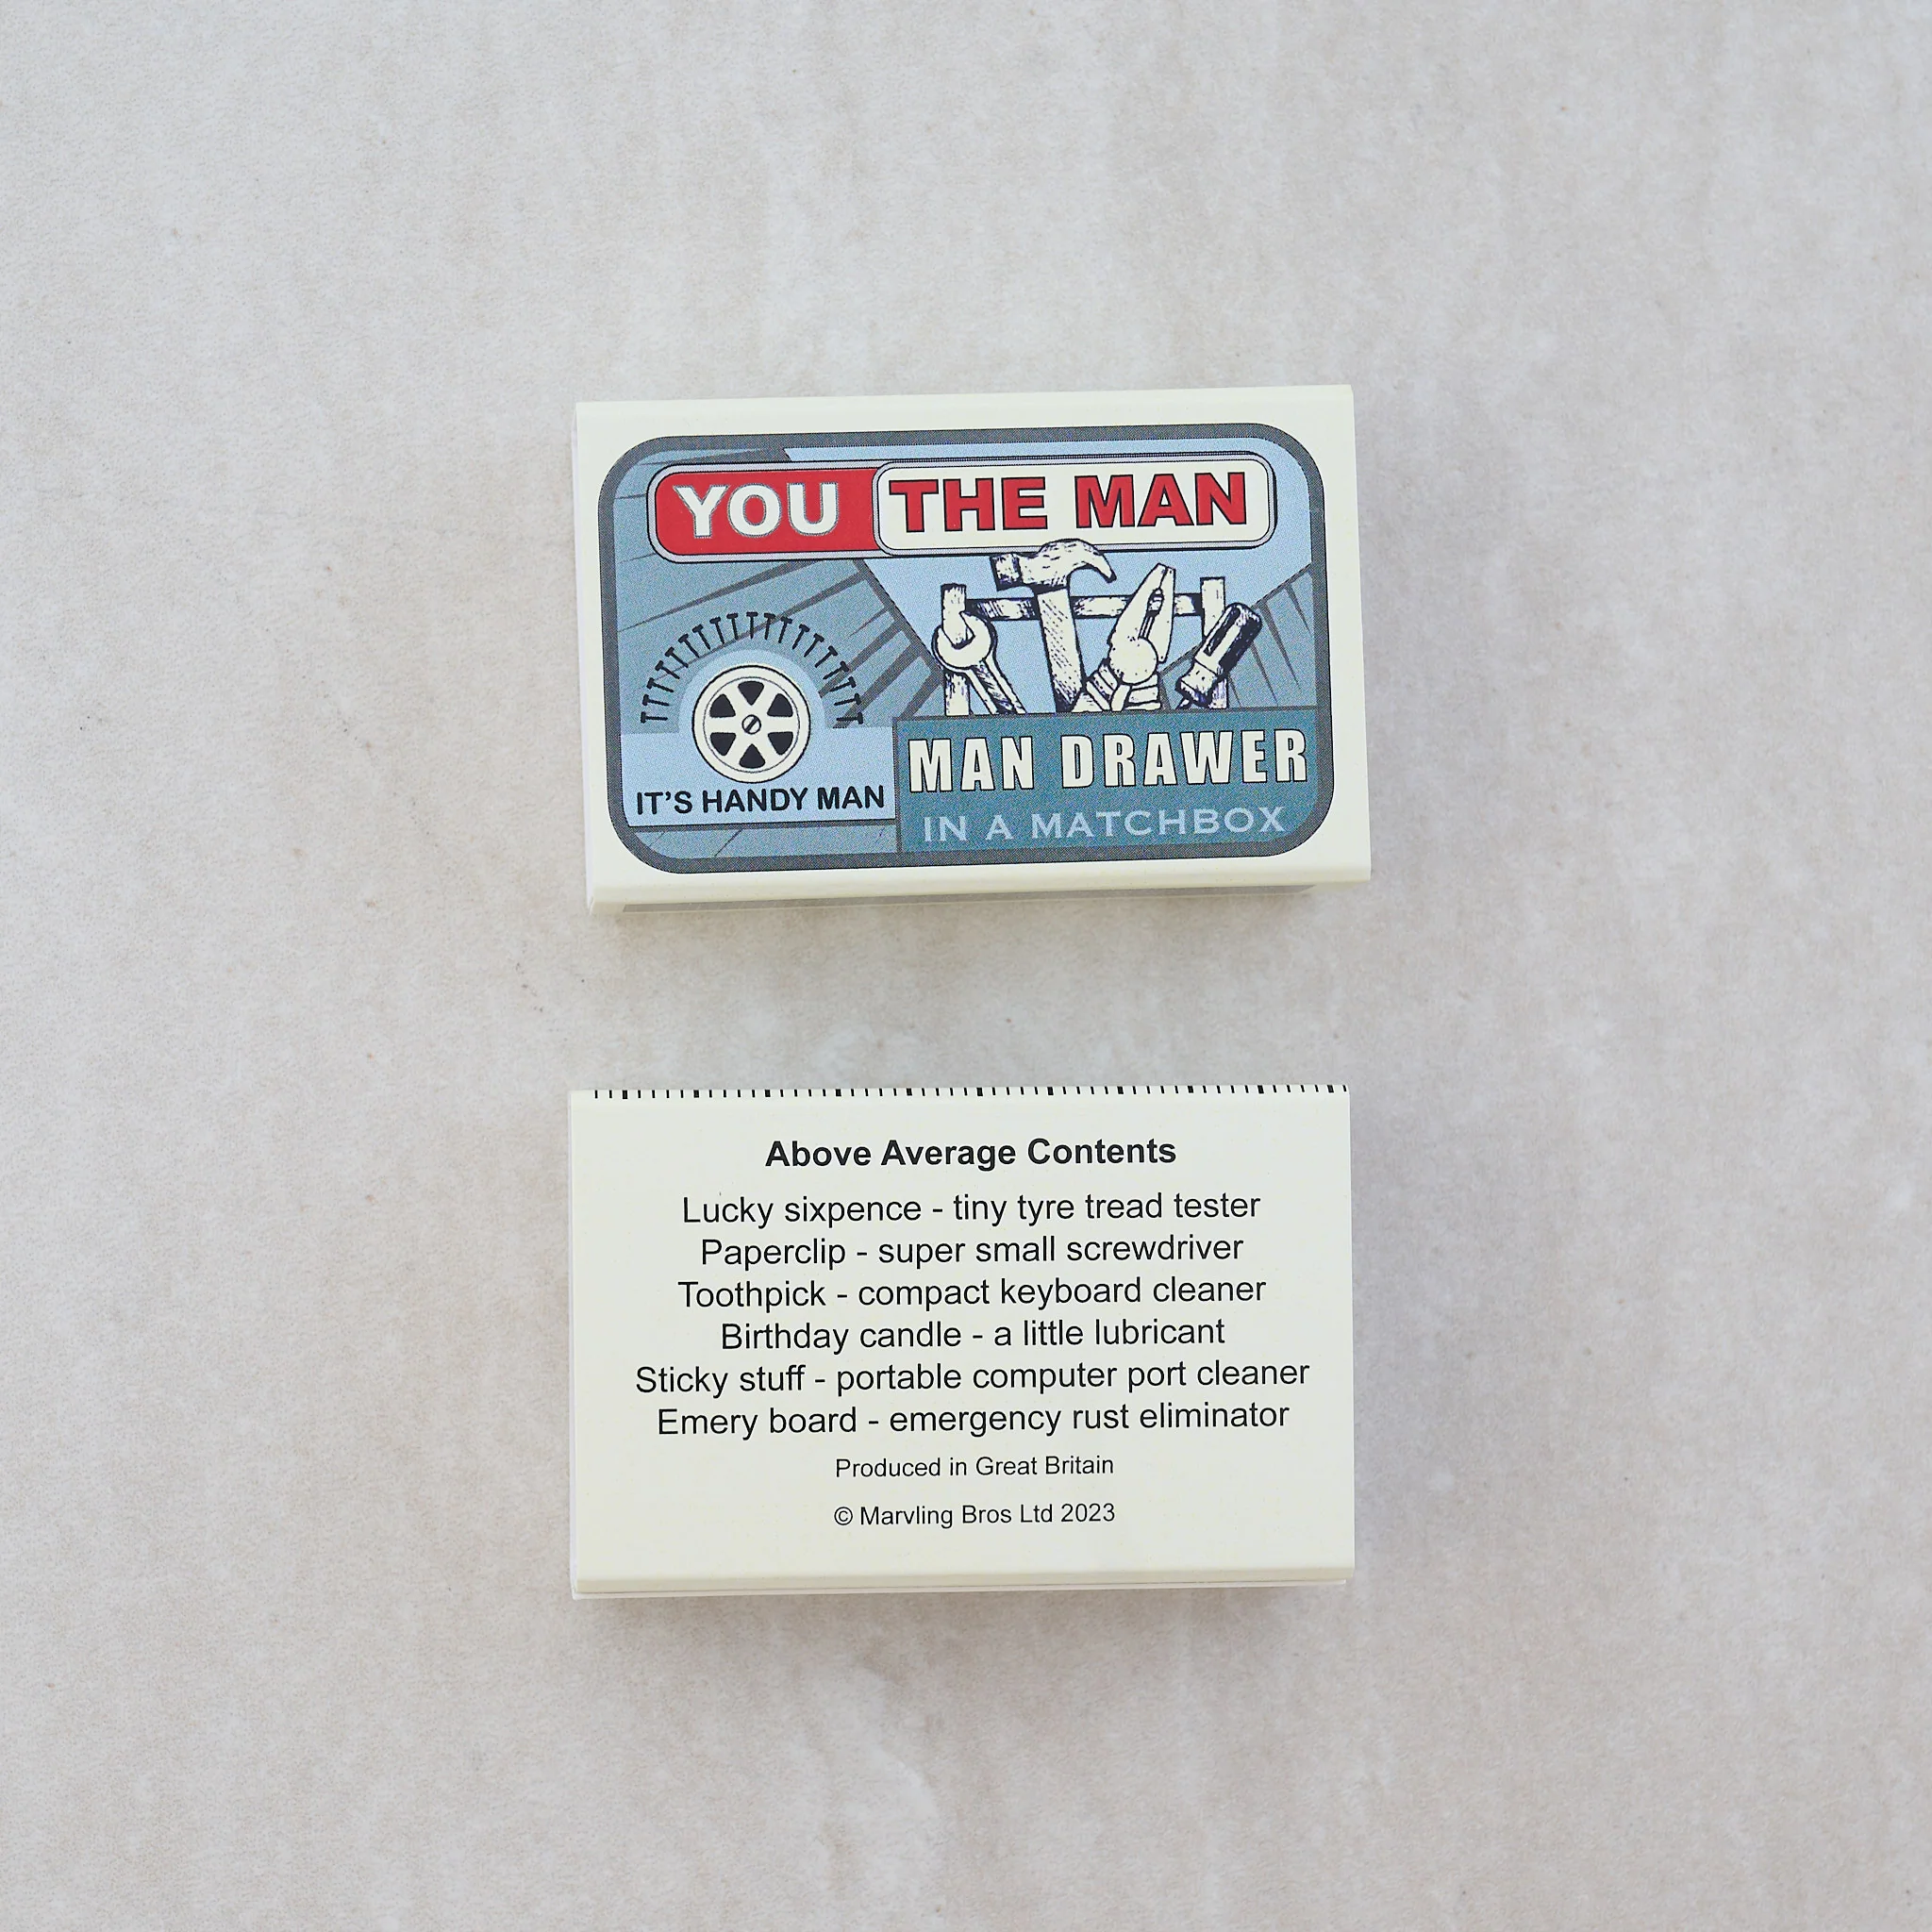 YOU THE MAN
IT'S HANDY MAN
MAN DRAWER
IN A MATCHBOX
Above Average Contents
Lucky sixpence - tiny tyre tread tester
Paperclip - super small screwdriver
Toothpick - compact keyboard cleaner
Birthday candle - a little lubricant
Sticky stuff - portable computer port cleaner
Emery board - emergency rust eliminator
Produced in Great Britain
© Marvling Bros Ltd 2023